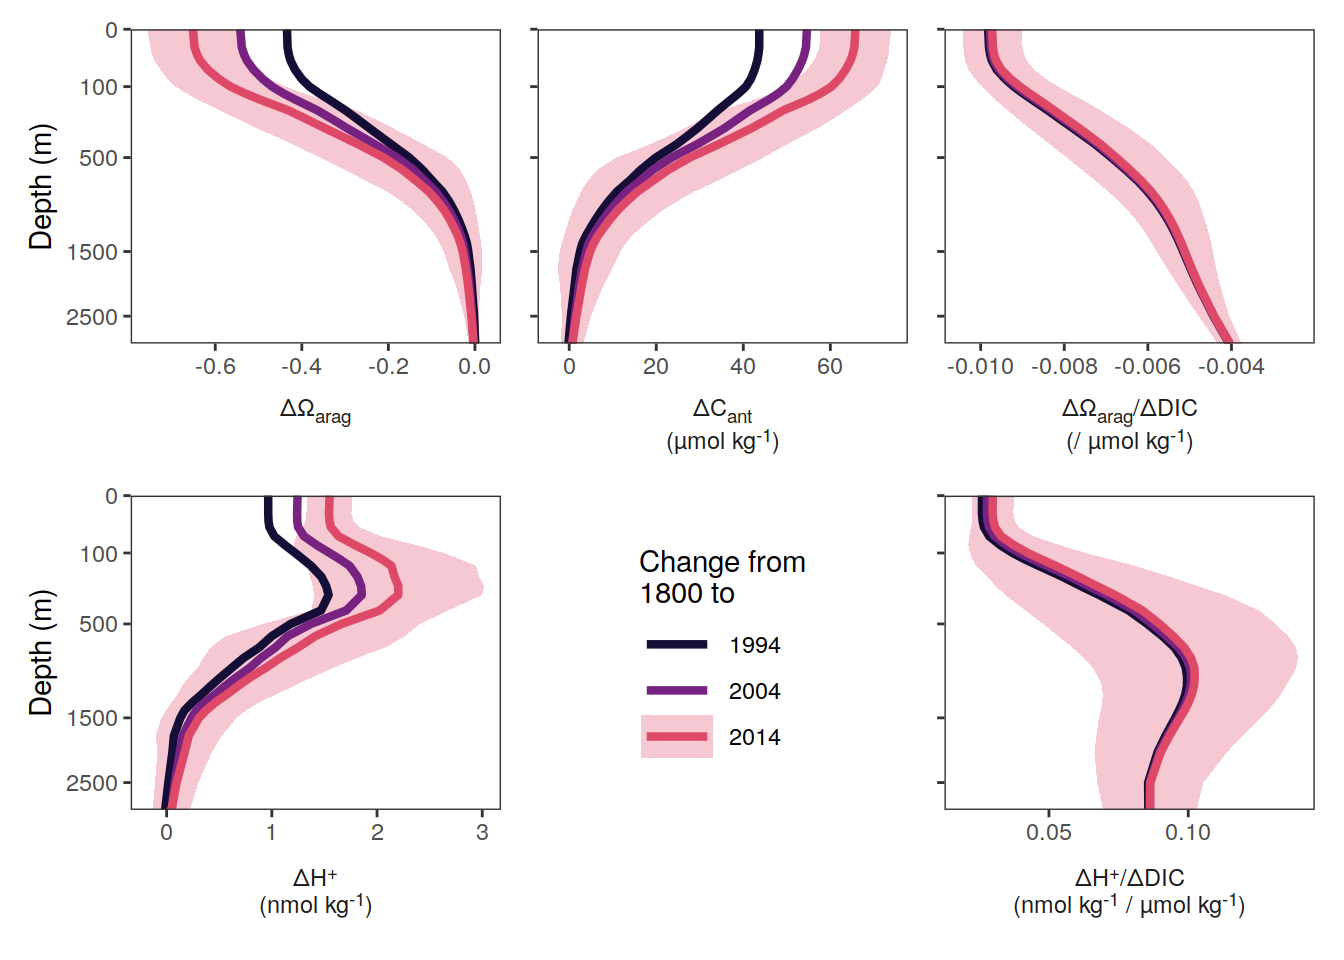 0
100
500
1500
2500
Depth (m)
-0.6 -0.4 -0.2 0.0
ΔΩarag
0 20 40 60
ΔCant
(μmol kg-1)
-0.010 -0.008 -0.006 -0.004
ΔΩarag/ΔDIC
(/ μmol kg-1)
0
100
500
1500
2500
Depth (m)
0 1 2 3
ΔH+
(nmol kg-1)
Change from
1800 to
1994
2004
2014
0.05 0.10
ΔH+/ΔDIC
(nmol kg-1 / μmol kg-1)